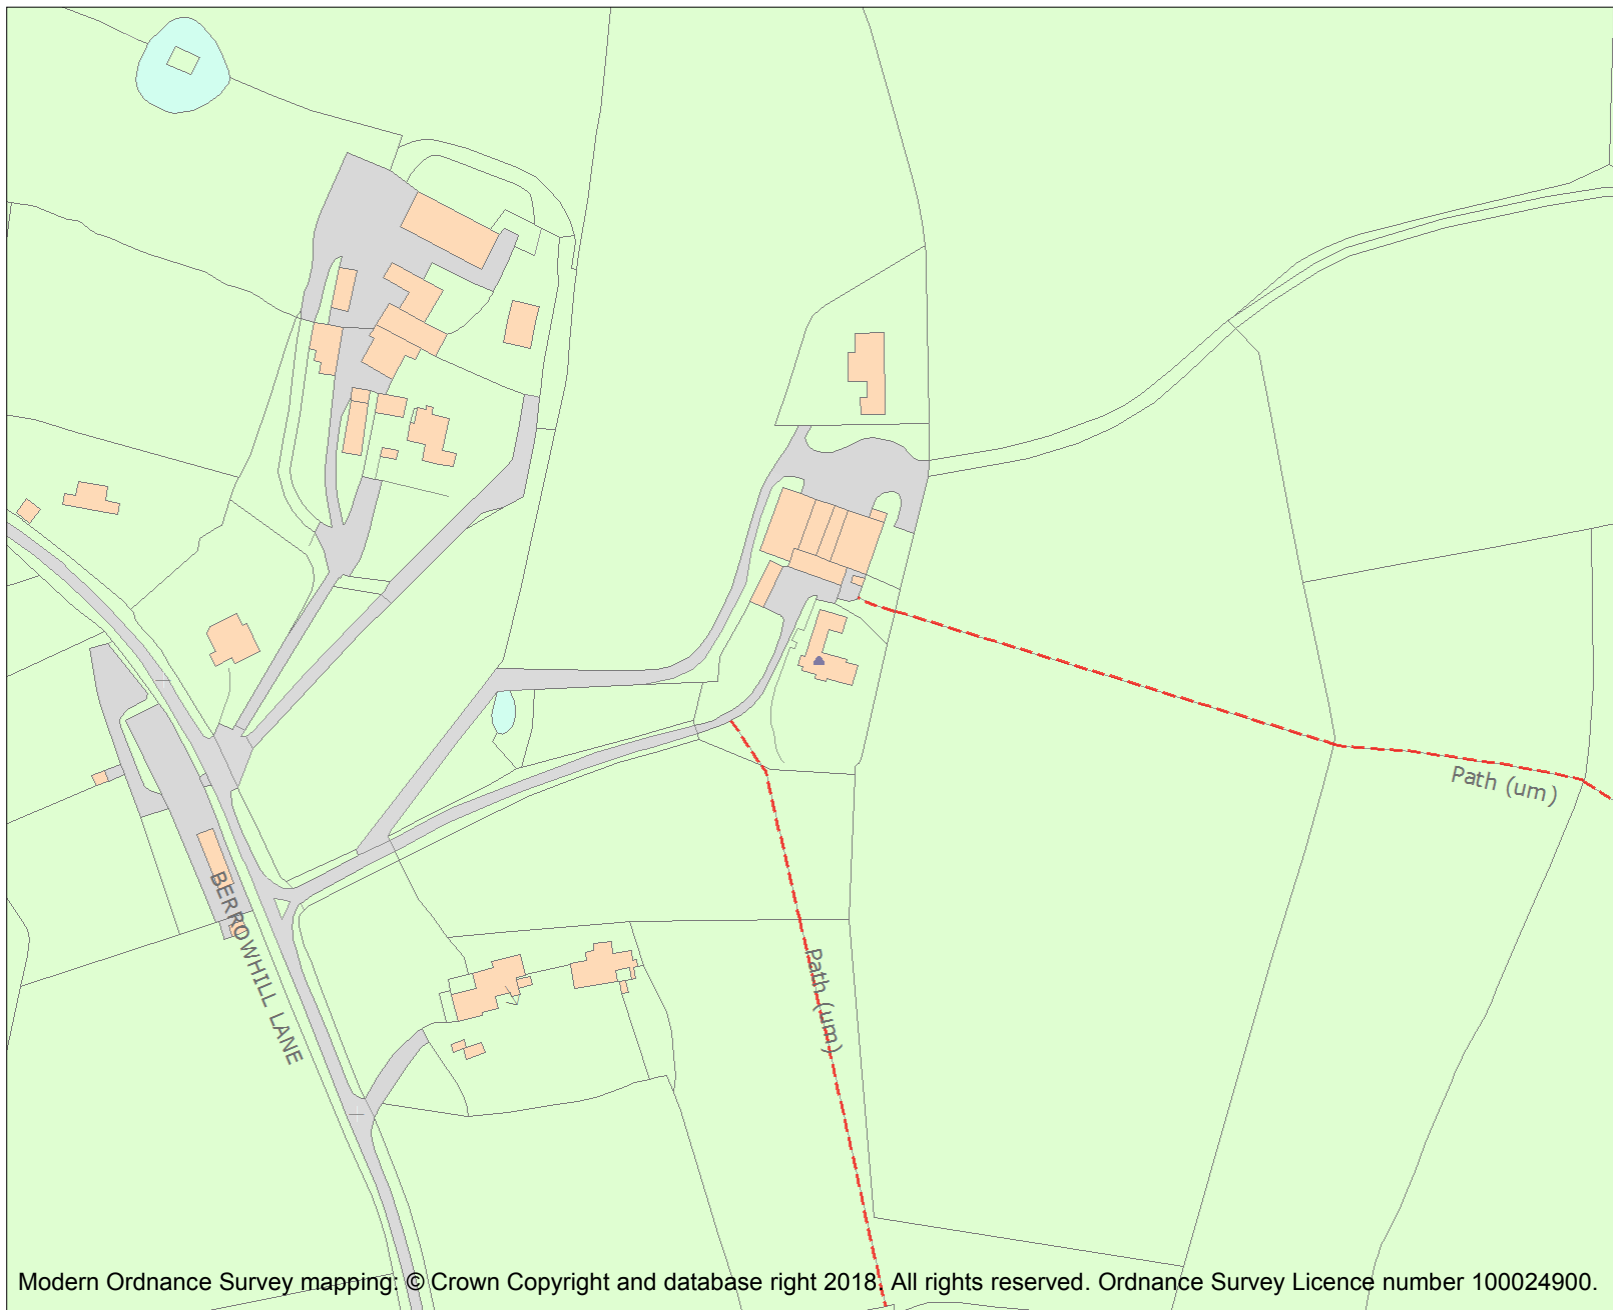 Path (um)
BERROWHILL LANE
Path (um)
Modern Ordnance Survey mapping: © Crown Copyright and database right 2018. All rights reserved. Ordnance Survey Licence number 100024900.